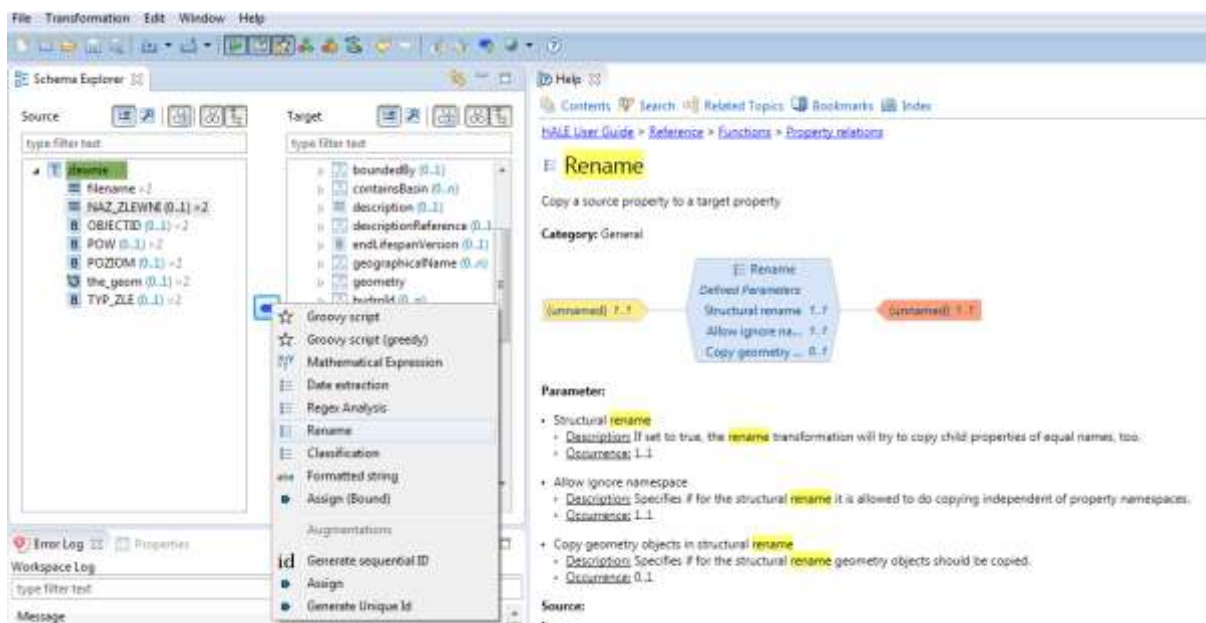 File Transformation Edit Window Help
Schema Explorer
Source
Target
type filter text
type filter text
zlewnie
filename ×2
NAZ_ZLEWNI (0..1) ×2
OBJECTID (0..1) ×2
POW (0..1) ×2
POZIOM (0..1) ×2
the_geom (0..1) ×2
TYP_ZLE (0..1) ×2
boundedBy (0..1)
containsBasin (0..n)
description (0..1)
descriptionReference (0..1
endLifespanVersion (0..1)
geographicalName (0..n)
geometry
hydroId (0..n)
Groovy script
Groovy script (greedy)
Mathematical Expression
Date extraction
Regex Analysis
Rename
Classification
Formatted string
Assign (Bound)
Augmentations
Generate sequential ID
Assign
Generate Unique Id
Error Log
Properties
Workspace Log
type filter text
Message
Help
Contents Search Related Topics Bookmarks Index
HALE User Guide > Reference > Functions > Property relations
Rename
Copy a source property to a target property
Category: General
Rename
Defined Parameters
(unnamed) 1..1
Structural rename 1..1
(unnamed) 1..1
Allow ignore na... 1..1
Copy geometry ... 0..1
Parameter:
• Structural rename
Description: If set to true, the rename transformation will try to copy child properties of equal names, too.
Occurrence: 1..1
• Allow ignore namespace
Description: Specifies if for the structural rename it is allowed to do copying independent of property namespaces.
Occurrence: 1..1
• Copy geometry objects in structural rename
Description: Specifies if for the structural rename geometry objects should be copied.
Occurrence: 0..1
Source: